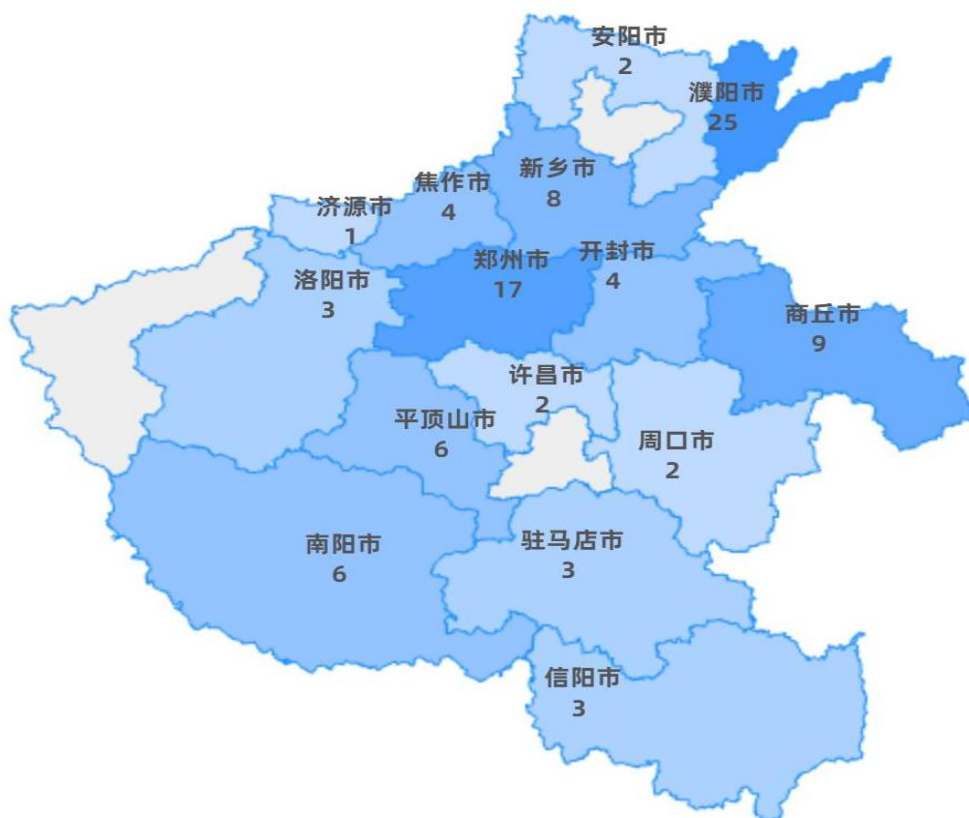 安阳市
2
濮阳市
25
新乡市
8
焦作市
4
济源市
1
郑州市
17
开封市
4
洛阳市
3
商丘市
9
许昌市
2
平顶山市
6
周口市
2
南阳市
6
驻马店市
3
信阳市
3